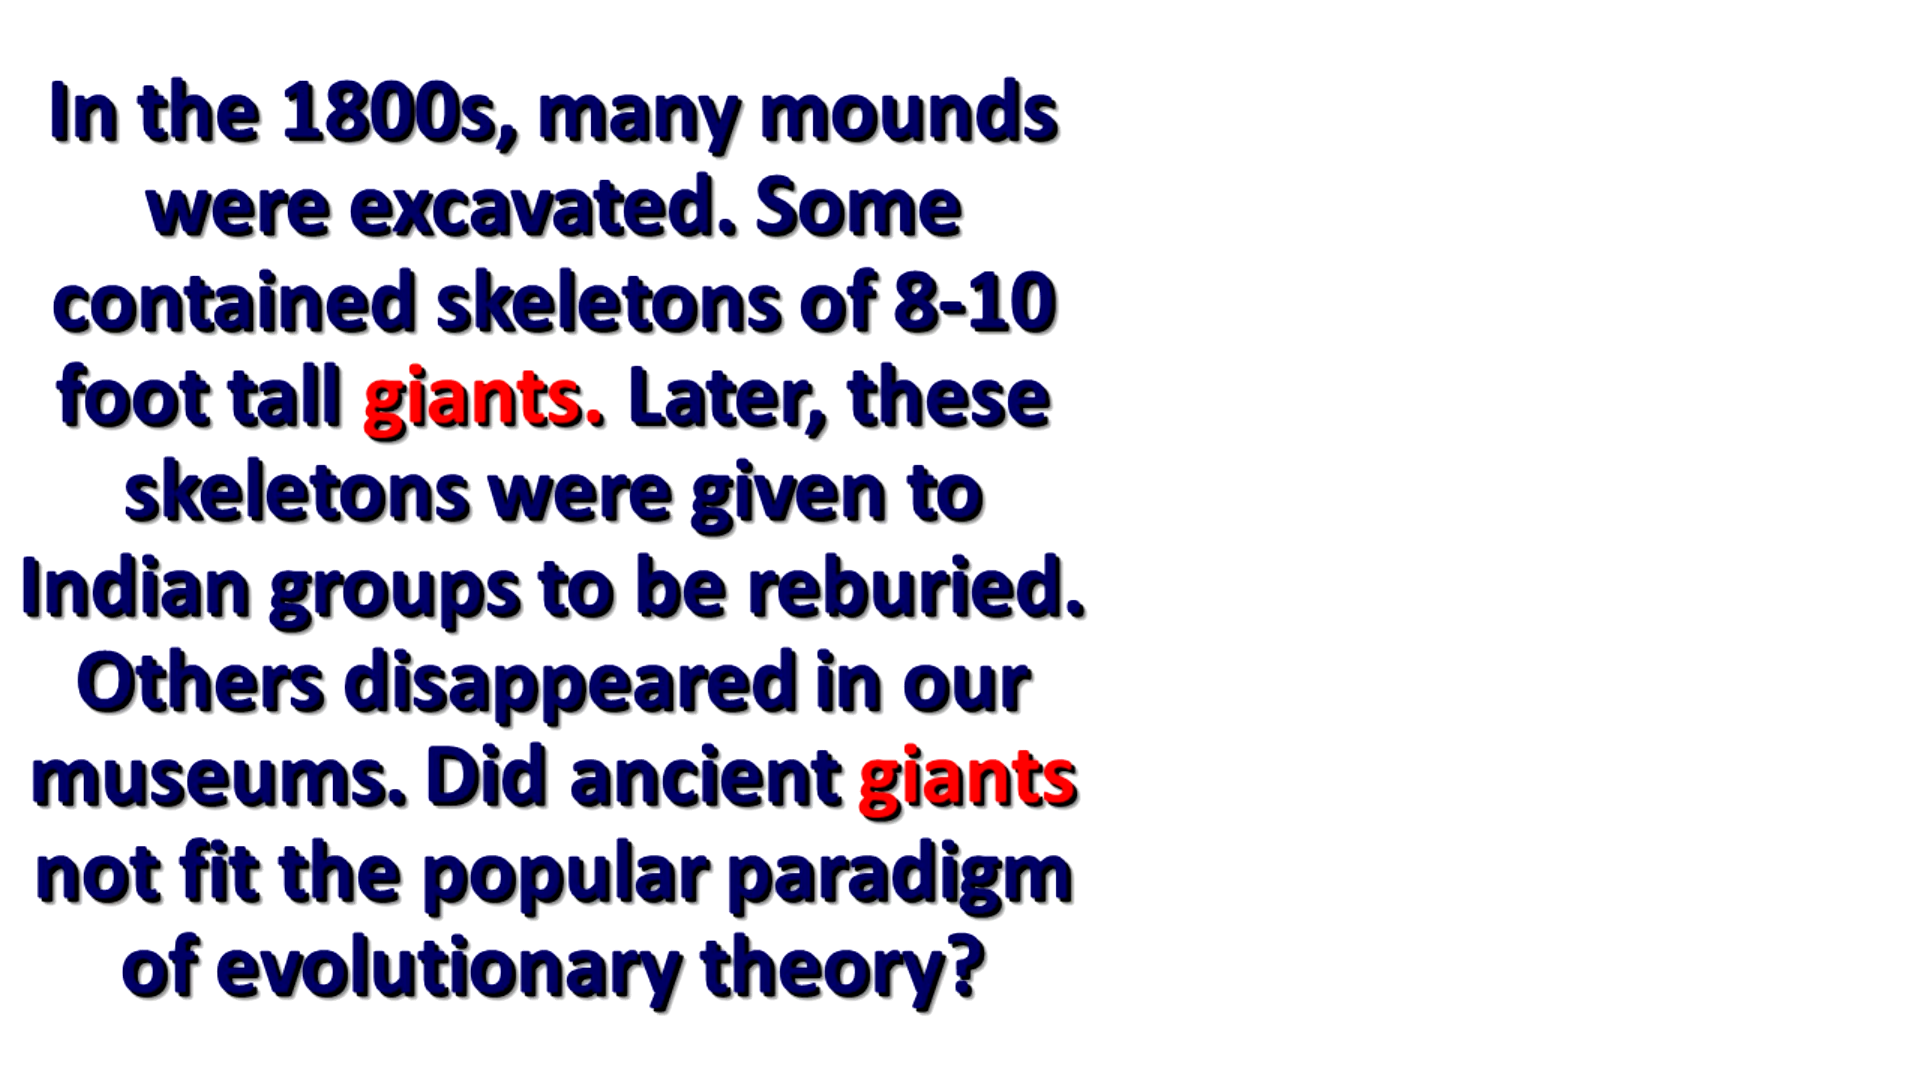 In the 1800s, many mounds
were excavated. Some
contained skeletons of 8-10
foot tall giants. Later, these
skeletons were given to
Indian groups to be reburied.
Others disappeared in our
museums. Did ancient giants
not fit the popular paradigm
of evolutionary theory?